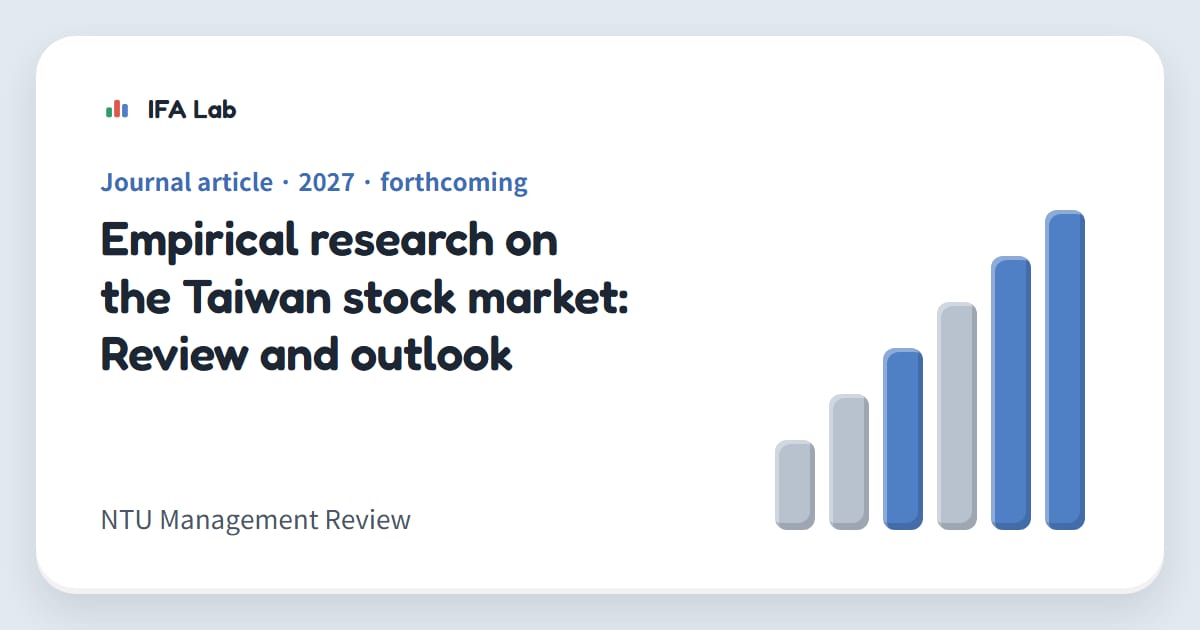 IFA Lab
Journal article · 2027 · forthcoming
Empirical research on
the Taiwan stock market:
Review and outlook
NTU Management Review